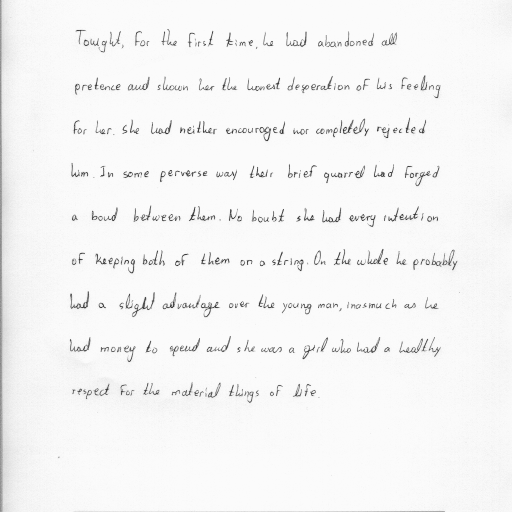 Tonight, for the first time, he had abandoned all
pretence and shown her the honest desperation of his feeling
for her. She had neither encouraged nor completely rejected
him. In some perverse way their brief quarrel had forged
a bond between them. No doubt she had every intention
of keeping both of them on a string. On the whole he probably
had a slight advantage over the young man, inasmuch as he
had money to spend and she was a girl who had a healthy
respect for the material things of life.